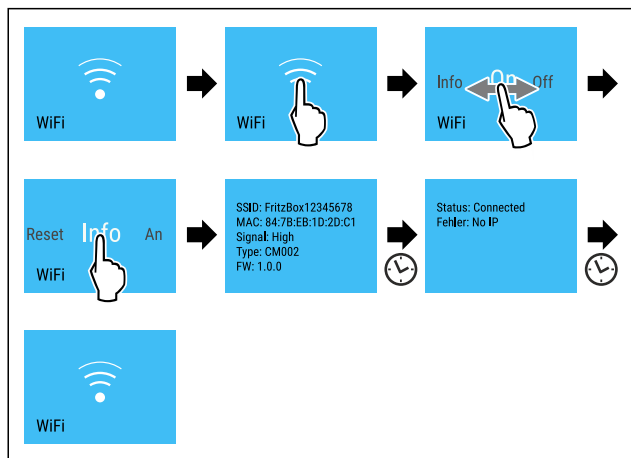 WiFi
WiFi
Info On Off
WiFi
Reset Info An
WiFi
SSID: FritzBox12345678
MAC: 84:7B:EB:1D:2D:C1
Signal: High
Type: CM002
FW: 1.0.0
Status: Connected
Fehler: No IP
WiFi